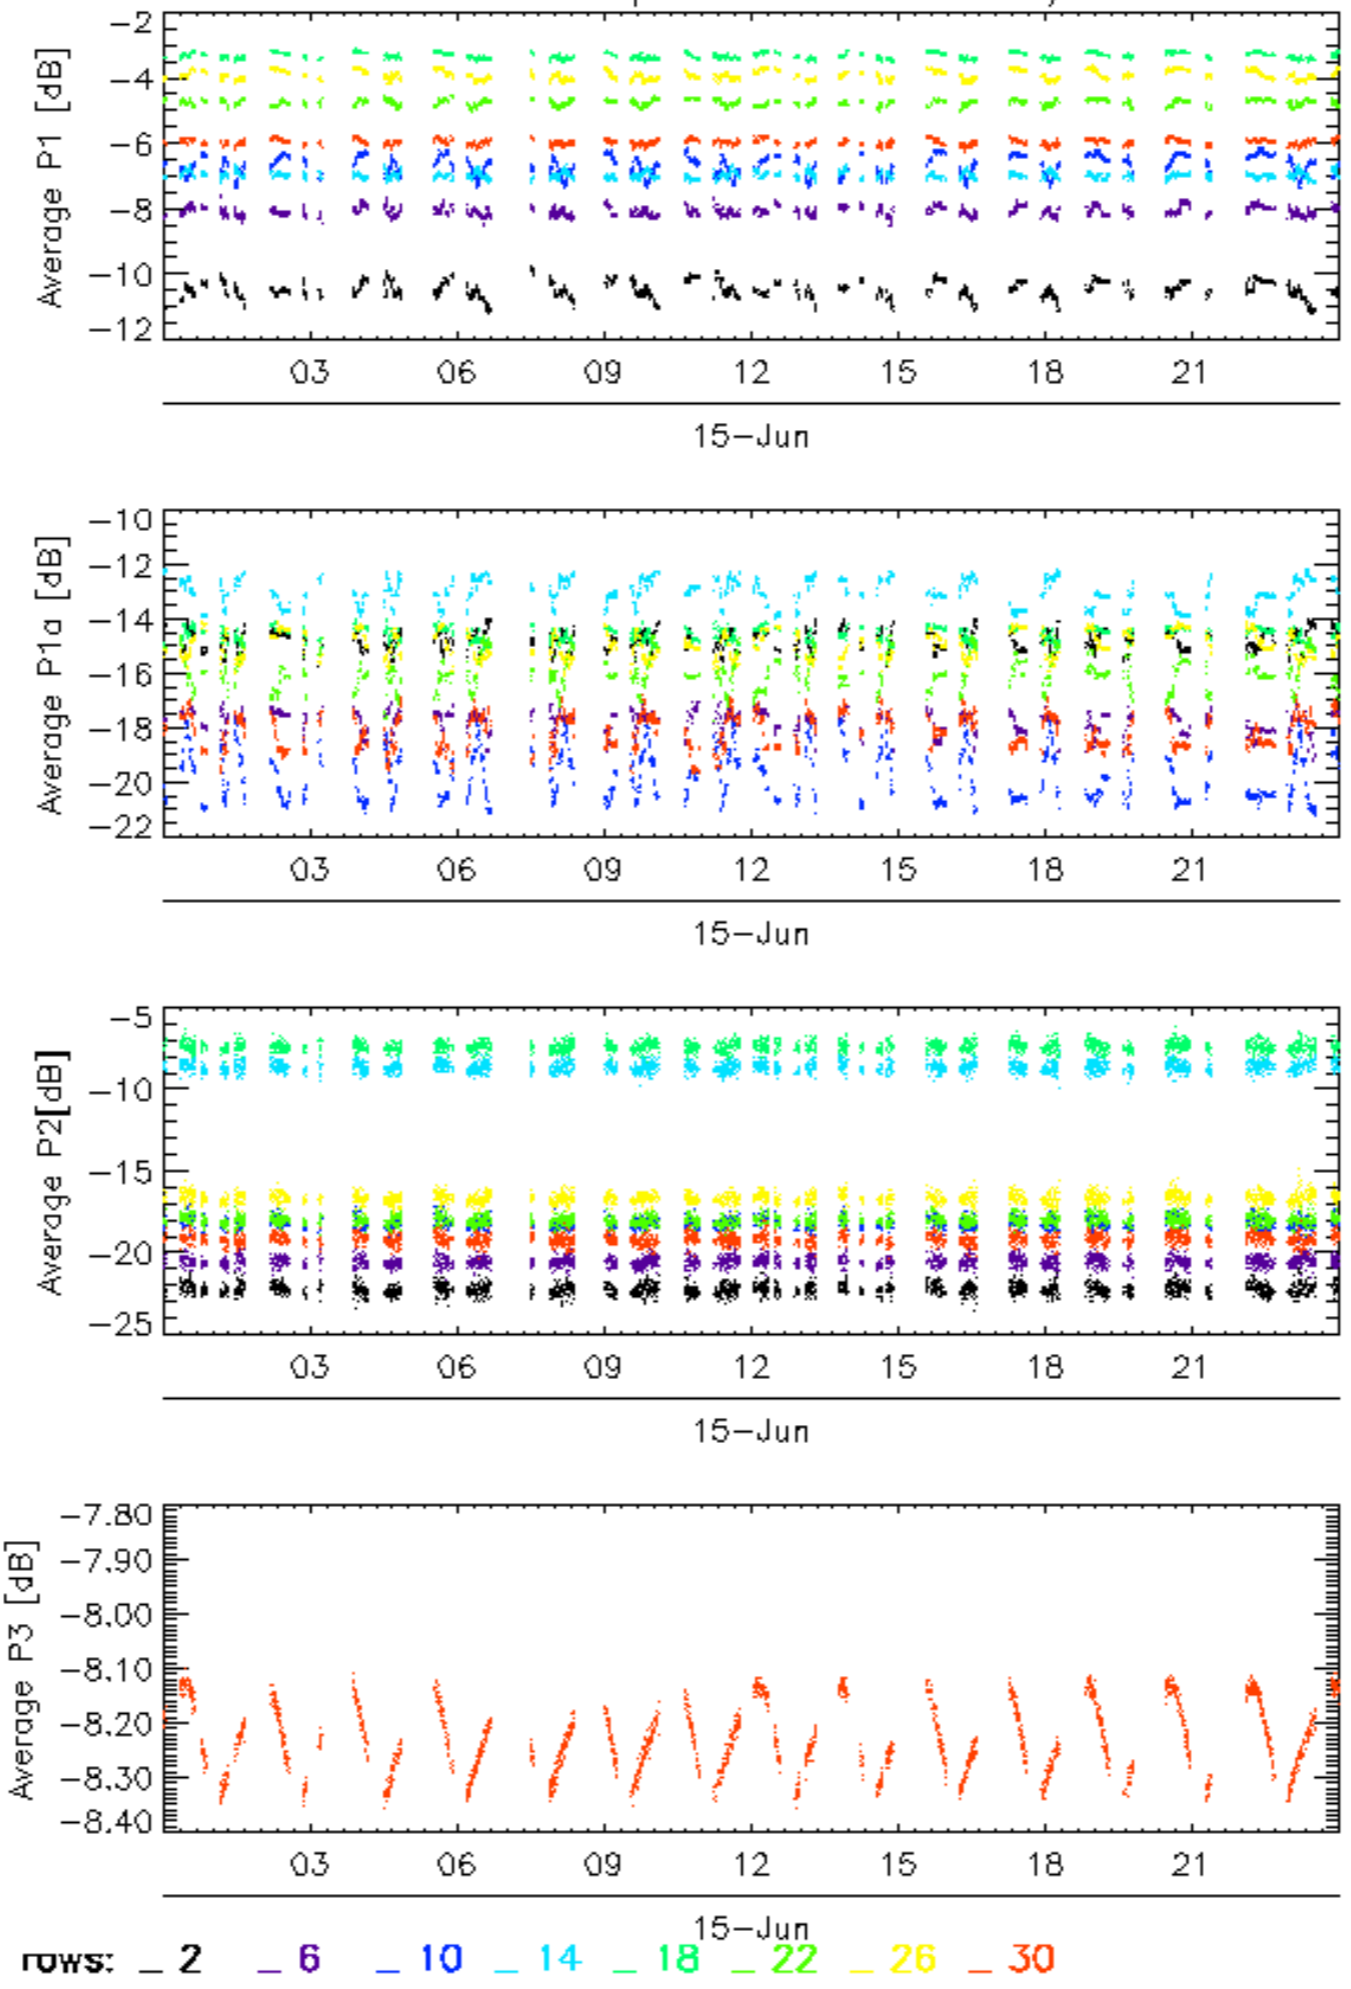 Average P1 [dB]
−2
−4
−6
−8
−10
−12
03 06 09 12 15 18 21
15−Jun
Average P1a [dB]
−10
−12
−14
−16
−18
−20
−22
03 06 09 12 15 18 21
15−Jun
Average P2[dB]
−5
−10
−15
−20
−25
03 06 09 12 15 18 21
15−Jun
Average P3 [dB]
−7.80
−7.90
−8.00
−8.10
−8.20
−8.30
−8.40
03 06 09 12 15 18 21
15−Jun
rows: _ 2 _ 6 _ 10 _ 14 _ 18 _ 22 _ 26 _ 30